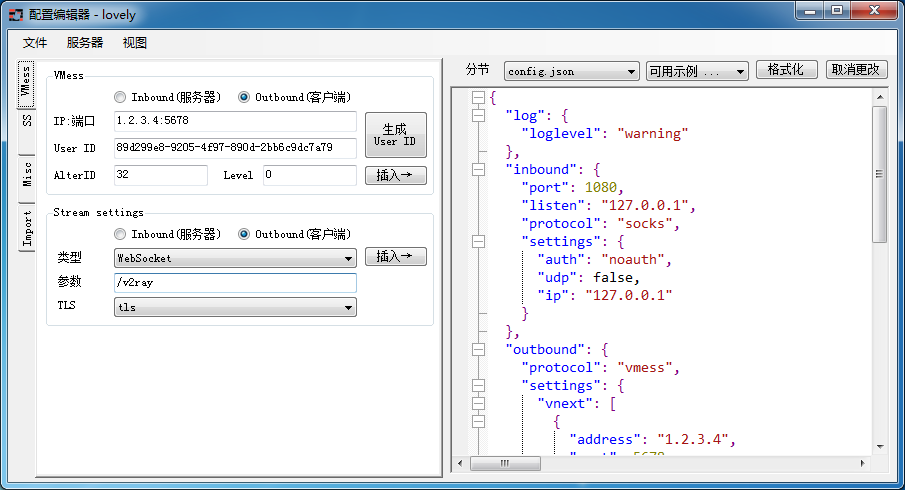 配置编辑器 - lovely
文件 服务器 视图
VMess
SS
Misc
Import
VMess
Inbound(服务器) Outbound(客户端)
IP:端口 1.2.3.4:5678
生成
User ID
User ID 89d299e8-9205-4f97-890d-2bb6c9dc7a79
AlterID 32 Level 0 插入→
Stream settings
Inbound(服务器) Outbound(客户端)
类型 WebSocket 插入→
参数 /v2ray
TLS tls
分节 config.json 可用示例 ... 格式化 取消更改
{
"log": {
"loglevel": "warning"
},
"inbound": {
"port": 1080,
"listen": "127.0.0.1",
"protocol": "socks",
"settings": {
"auth": "noauth",
"udp": false,
"ip": "127.0.0.1"
}
},
"outbound": {
"protocol": "vmess",
"settings": {
"vnext": [
{
"address": "1.2.3.4",